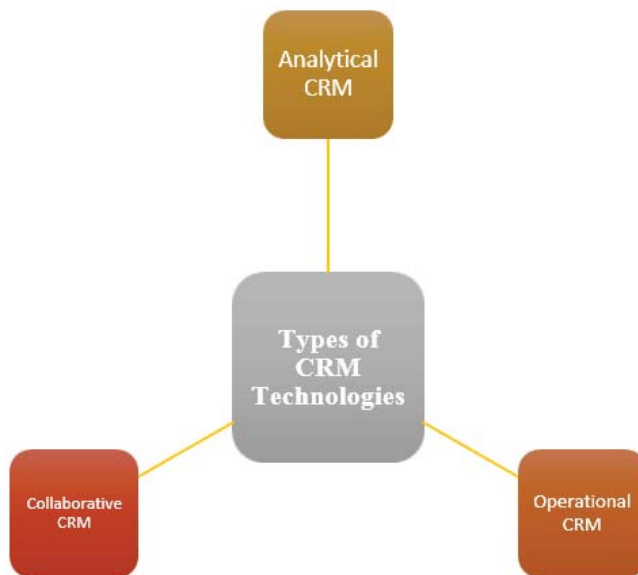 Analytical
CRM
Types of
CRM
Technologies
Collaborative
CRM
Operational
CRM